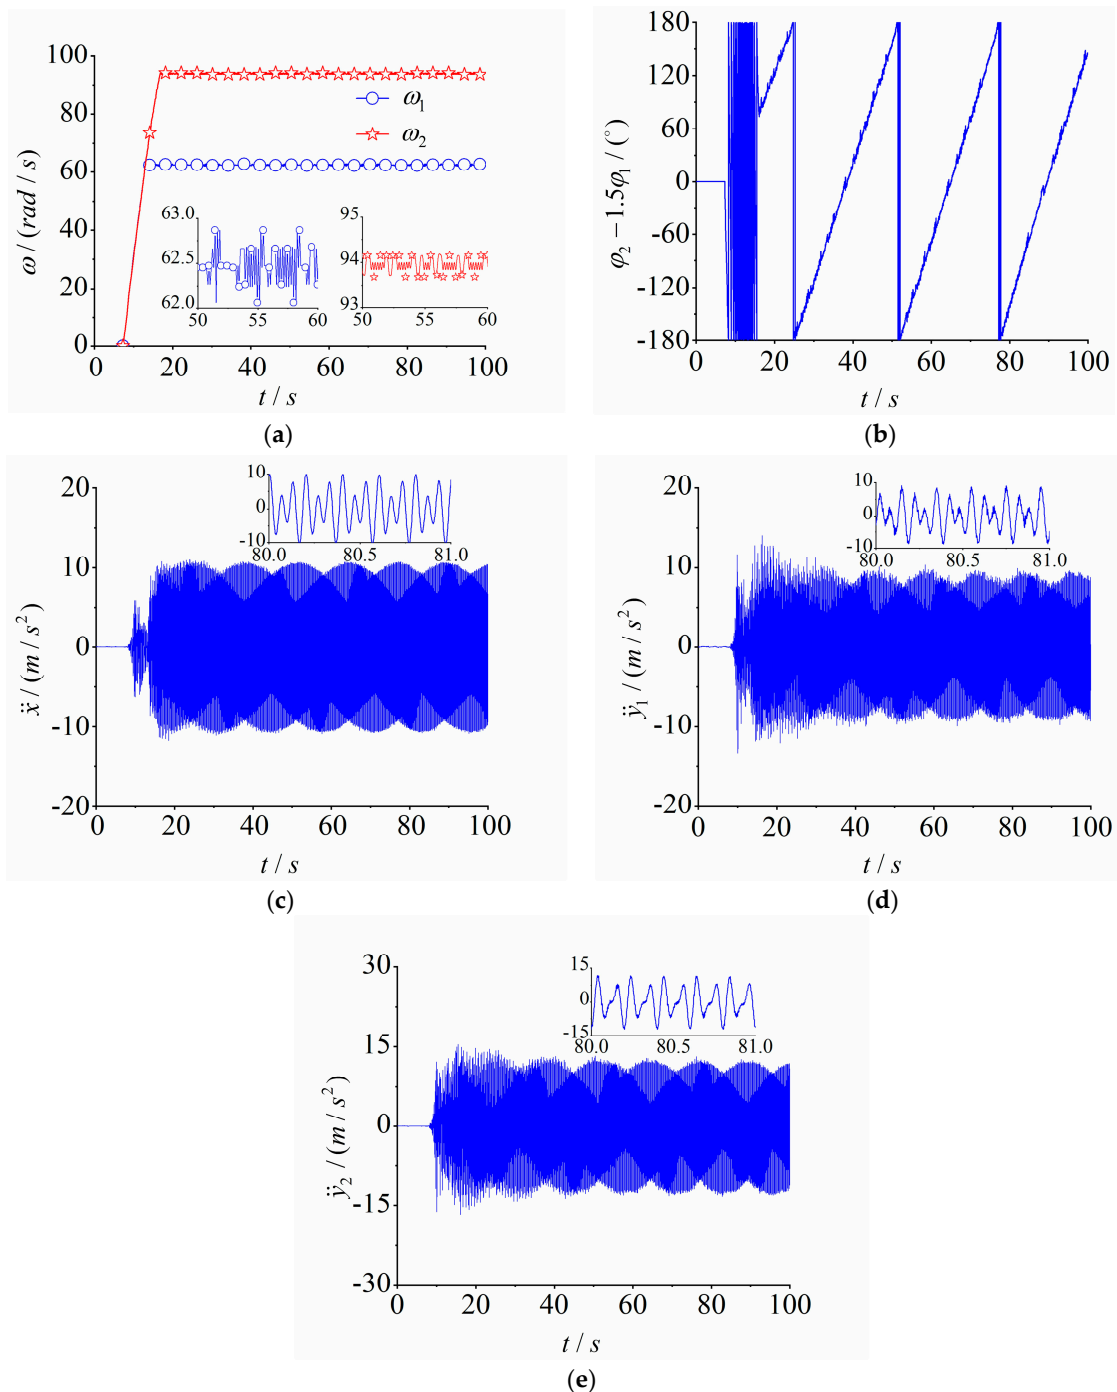 100
80
60
40
20
0
ω / (rad / s)
ω₁
ω₂
63.0
62.5
62.0
50 55 60
95
94
93
50 55 60
0 20 40 60 80 100
t / s
(a)
180
120
60
0
-60
-120
-180
φ₂ − 1.5φ₁ / (°)
0 20 40 60 80 100
t / s
(b)
20
10
0
-10
-20
ẍ / (m / s²)
10
0
-10
80.0 80.5 81.0
0 20 40 60 80 100
t / s
(c)
20
10
0
-10
-20
ÿ₁ / (m / s²)
10
0
-10
80.0 80.5 81.0
0 20 40 60 80 100
t / s
(d)
30
15
0
-15
-30
ÿ₂ / (m / s²)
15
0
-15
80.0 80.5 81.0
0 20 40 60 80 100
t / s
(e)